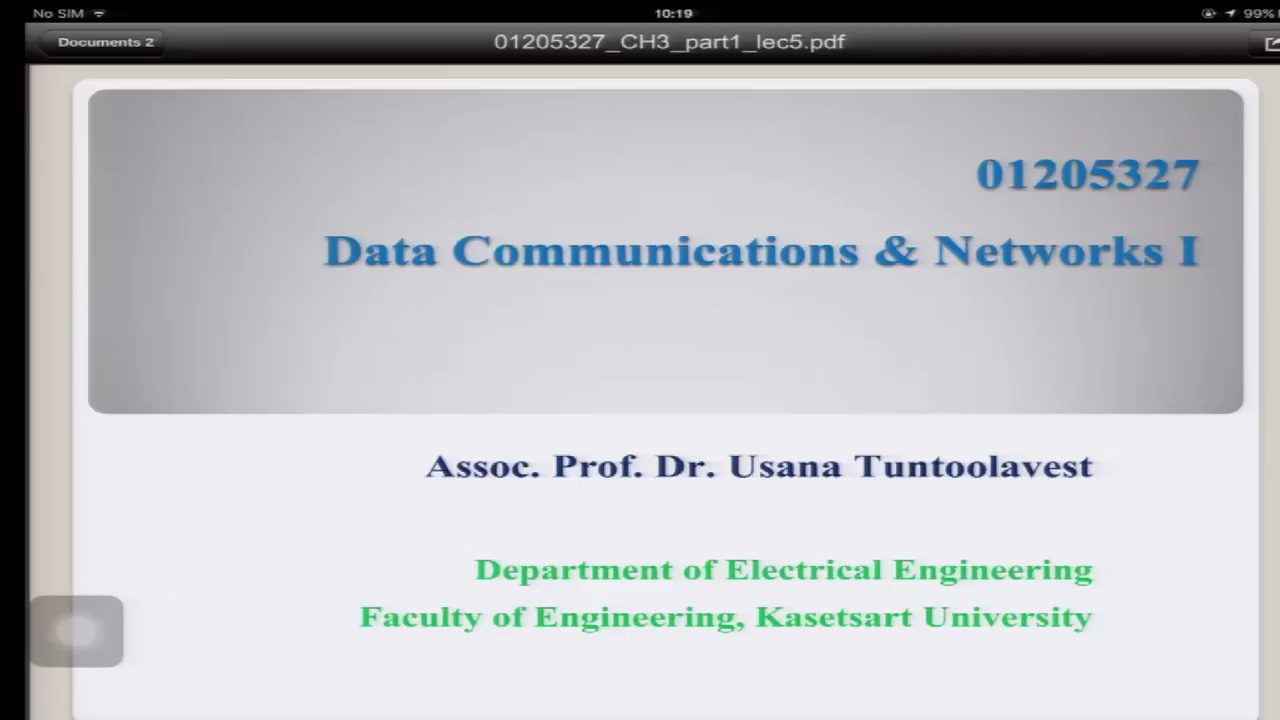 No SIM
10:19
99%
Documents 2
01205327_CH3_part1_lec5.pdf
01205327
Data Communications & Networks I
Assoc. Prof. Dr. Usana Tuntoolavest
Department of Electrical Engineering
Faculty of Engineering, Kasetsart University